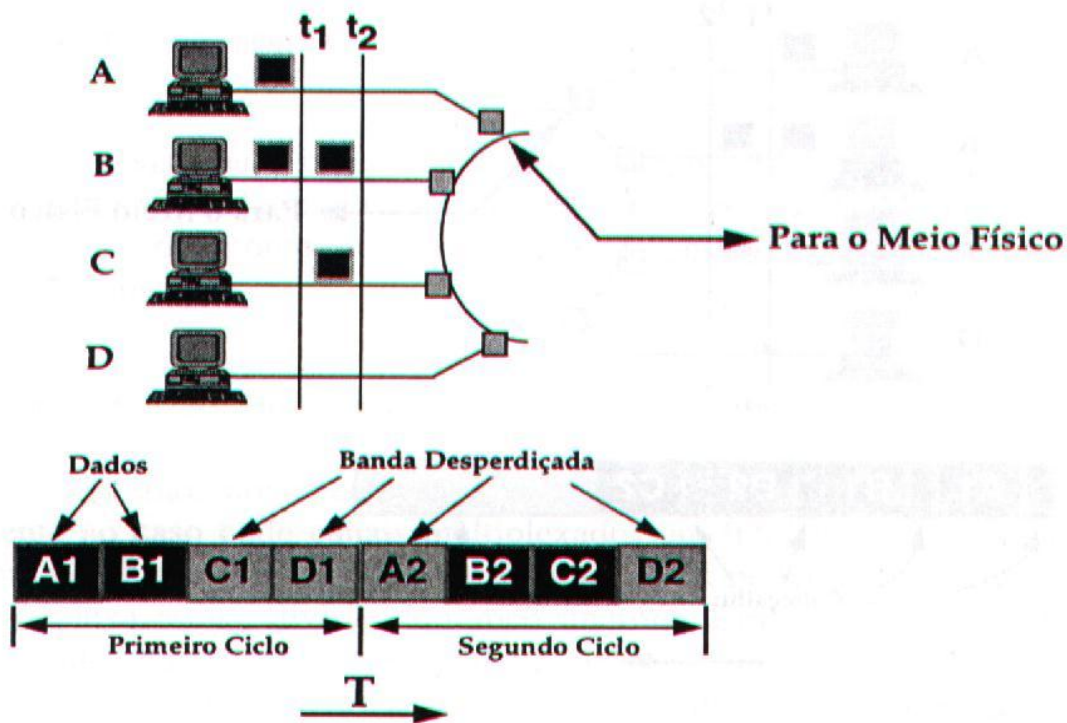 t1 t2
A
B
C
D
Para o Meio Físico
Dados
Banda Desperdiçada
A1 B1 C1 D1 A2 B2 C2 D2
Primeiro Ciclo
Segundo Ciclo
T